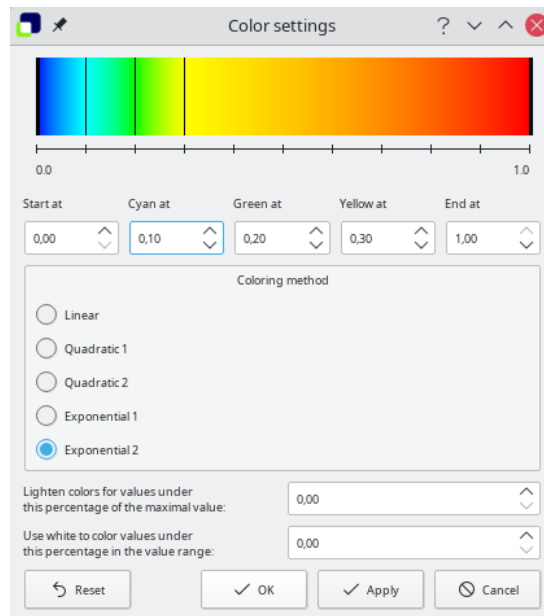 Color settings
0.0 1.0
Start at Cyan at Green at Yellow at End at
0,00 0,10 0,20 0,30 1,00
Coloring method
Linear
Quadratic 1
Quadratic 2
Exponential 1
Exponential 2
Lighten colors for values under
this percentage of the maximal value:
0,00
Use white to color values under
this percentage in the value range:
0,00
Reset OK Apply Cancel